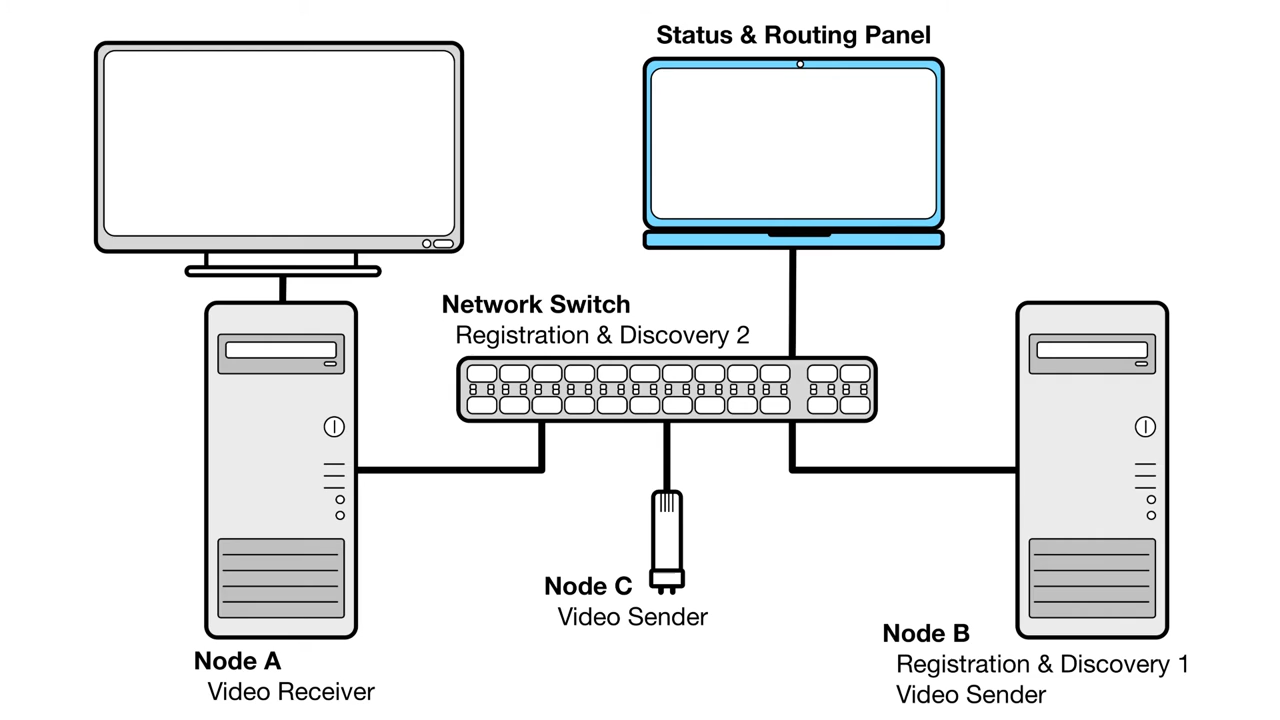 Status & Routing Panel
Network Switch
Registration & Discovery 2
Node C
Video Sender
Node A
Video Receiver
Node B
Registration & Discovery 1
Video Sender